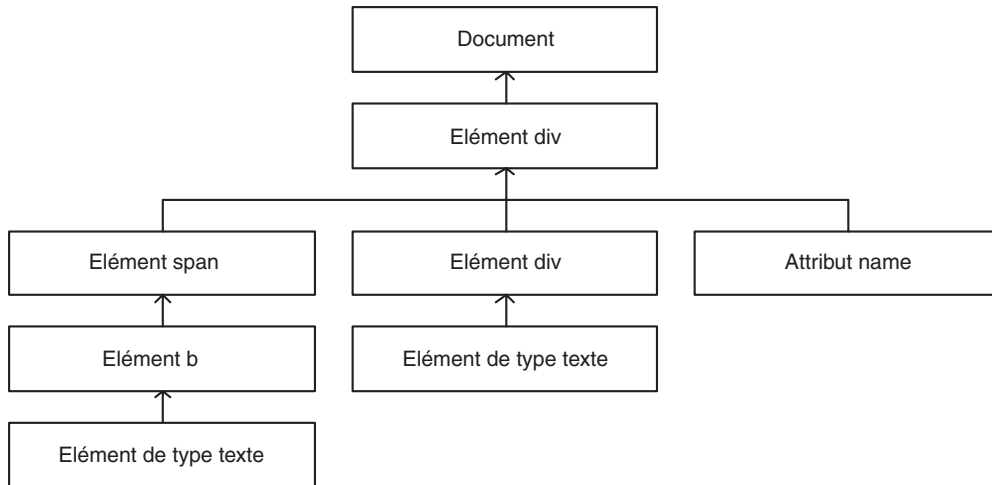 Document
Elément div
Elément span
Elément div
Attribut name
Elément b
Elément de type texte
Elément de type texte